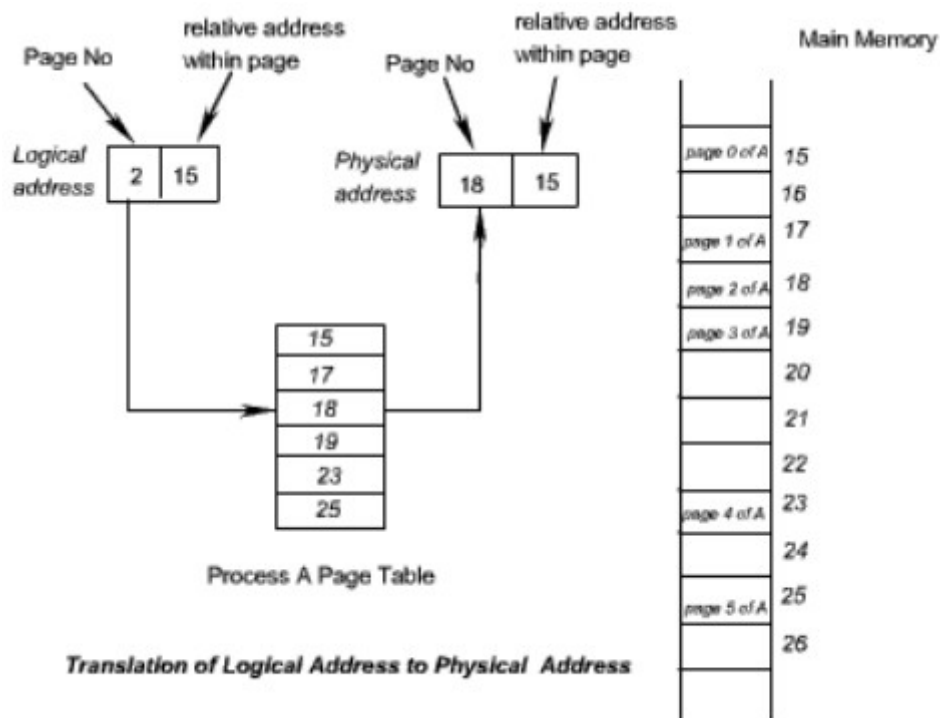 Page No
relative address
within page
Logical
address
2 15
Page No
relative address
within page
Physical
address
18 15
15
17
18
19
23
25
Process A Page Table
Translation of Logical Address to Physical Address
Main Memory
page 0 of A 15
16
page 1 of A 17
page 2 of A 18
page 3 of A 19
20
21
22
page 4 of A 23
24
page 5 of A 25
26